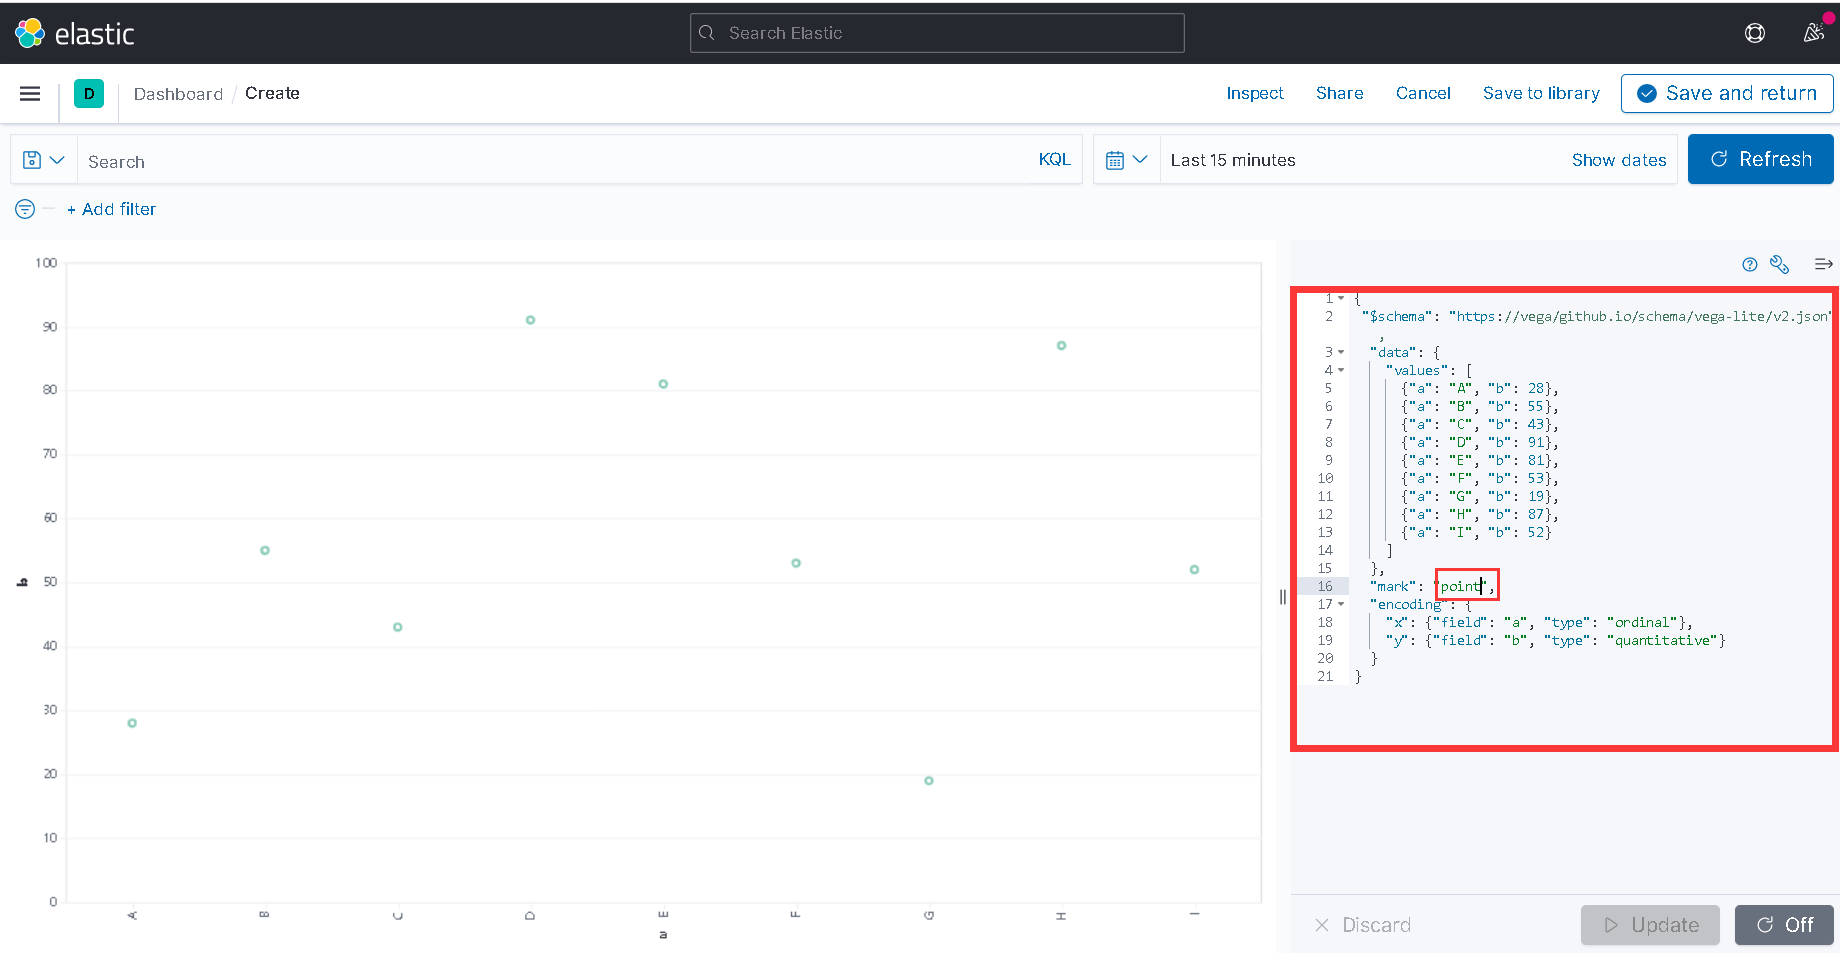 elastic
Search Elastic
D
Dashboard / Create
Inspect
Share
Cancel
Save to library
Save and return
Search
KQL
Last 15 minutes
Show dates
Refresh
+ Add filter
100
90
80
70
60
50
40
30
20
10
0
b
A
B
C
D
E
F
G
H
I
a
1 {
2 "$schema": "https://vega/github.io/schema/vega-lite/v2.json"
,
3 "data": {
4 "values": [
5 {"a": "A", "b": 28},
6 {"a": "B", "b": 55},
7 {"a": "C", "b": 43},
8 {"a": "D", "b": 91},
9 {"a": "E", "b": 81},
10 {"a": "F", "b": 53},
11 {"a": "G", "b": 19},
12 {"a": "H", "b": 87},
13 {"a": "I", "b": 52}
14 ]
15 },
16 "mark": "point",
17 "encoding": {
18 "x": {"field": "a", "type": "ordinal"},
19 "y": {"field": "b", "type": "quantitative"}
20 }
21 }
Discard
Update
Off